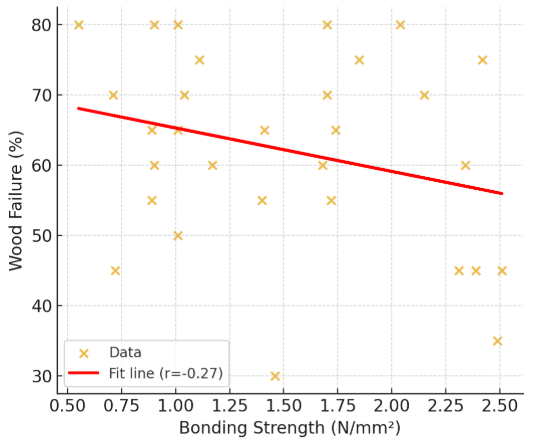 80
70
60
50
40
30
Wood Failure (%)
Data
Fit line (r=-0.27)
0.50 0.75 1.00 1.25 1.50 1.75 2.00 2.25 2.50
Bonding Strength (N/mm²)